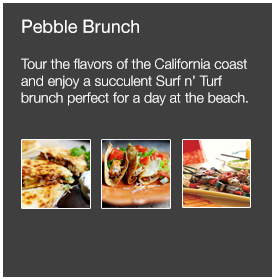 Pebble Brunch
Tour the flavors of the California coast
and enjoy a succulent Surf n' Turf
brunch perfect for a day at the beach.